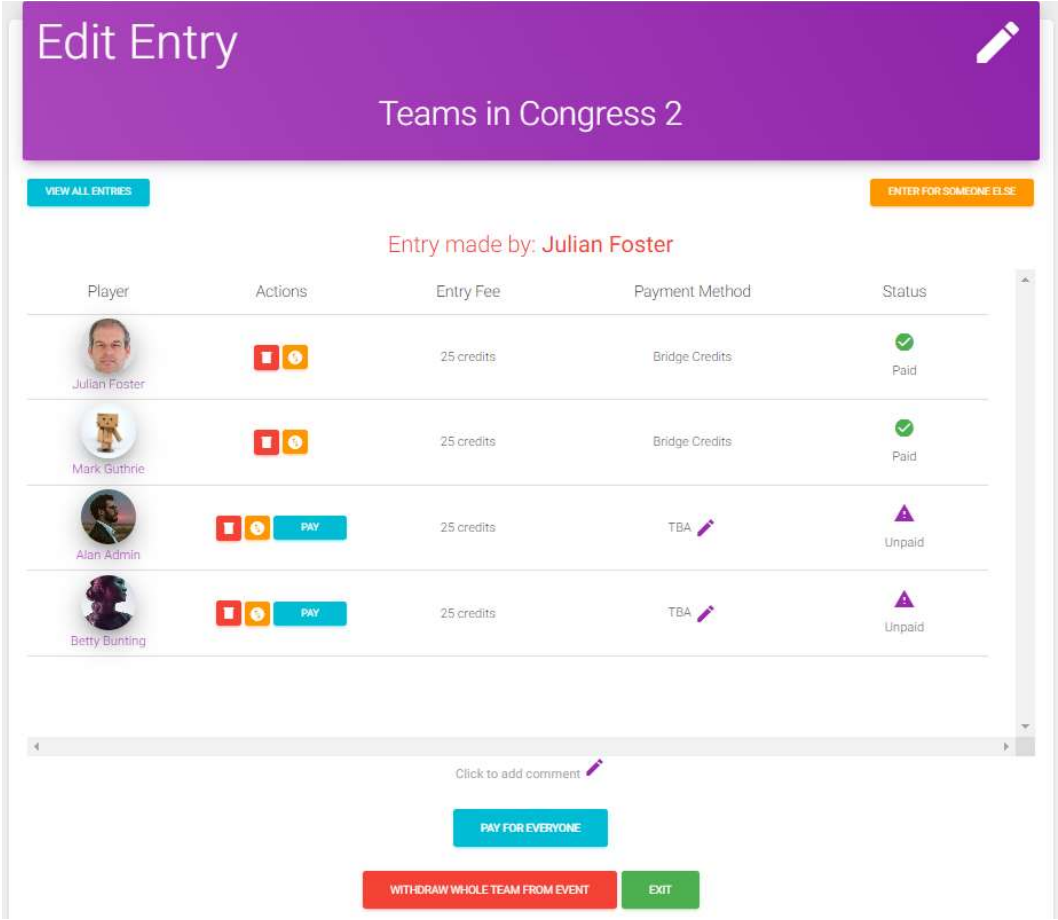 Edit Entry
Teams in Congress 2
VIEW ALL ENTRIES
ENTER FOR SOMEONE ELSE
Entry made by: Julian Foster
Player Actions Entry Fee Payment Method Status
25 credits Bridge Credits
Paid
Julian Foster
25 credits Bridge Credits
Paid
Mark Guthrie
PAY 25 credits TBA
Unpaid
Alan Admin
PAY 25 credits TBA
Unpaid
Betty Bunting
Click to add comment
PAY FOR EVERYONE
WITHDRAW WHOLE TEAM FROM EVENT EXIT